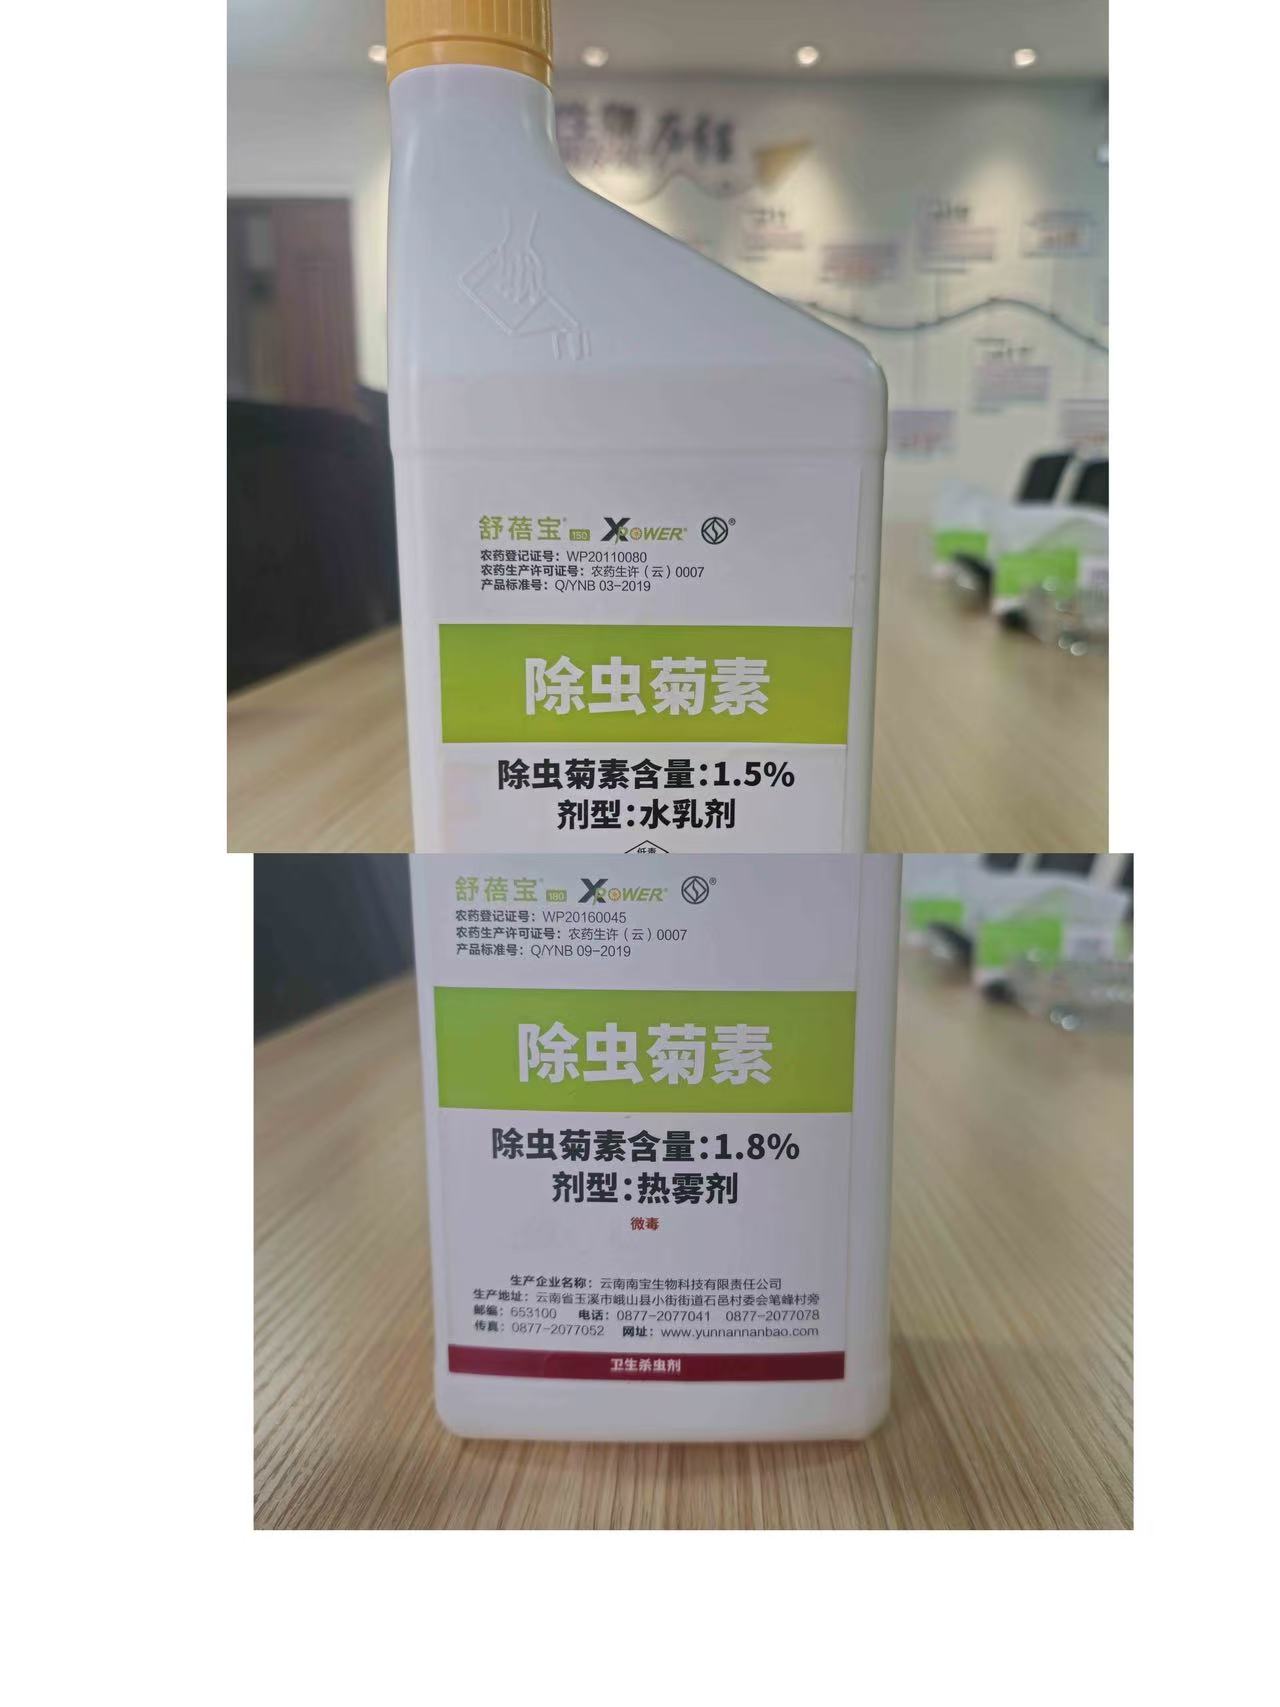 舒蓓宝® 150 XPOWER® ®
农药登记证号：WP20110080
农药生产许可证号：农药生许（云）0007
产品标准号：Q/YNB 03-2019
除虫菊素
除虫菊素含量：1.5%
剂型：水乳剂
低毒
舒蓓宝® 180 XPOWER® ®
农药登记证号：WP20160045
农药生产许可证号：农药生许（云）0007
产品标准号：Q/YNB 09-2019
除虫菊素
除虫菊素含量：1.8%
剂型：热雾剂
微毒
生产企业名称：云南南宝生物科技有限责任公司
生产地址：云南省玉溪市峨山县小街街道石邑村委会笔蜂村旁
邮编：653100 电话：0877-2077041 0877-2077078
传真：0877-2077052 网址：www.yunnannanbao.com
卫生杀虫剂